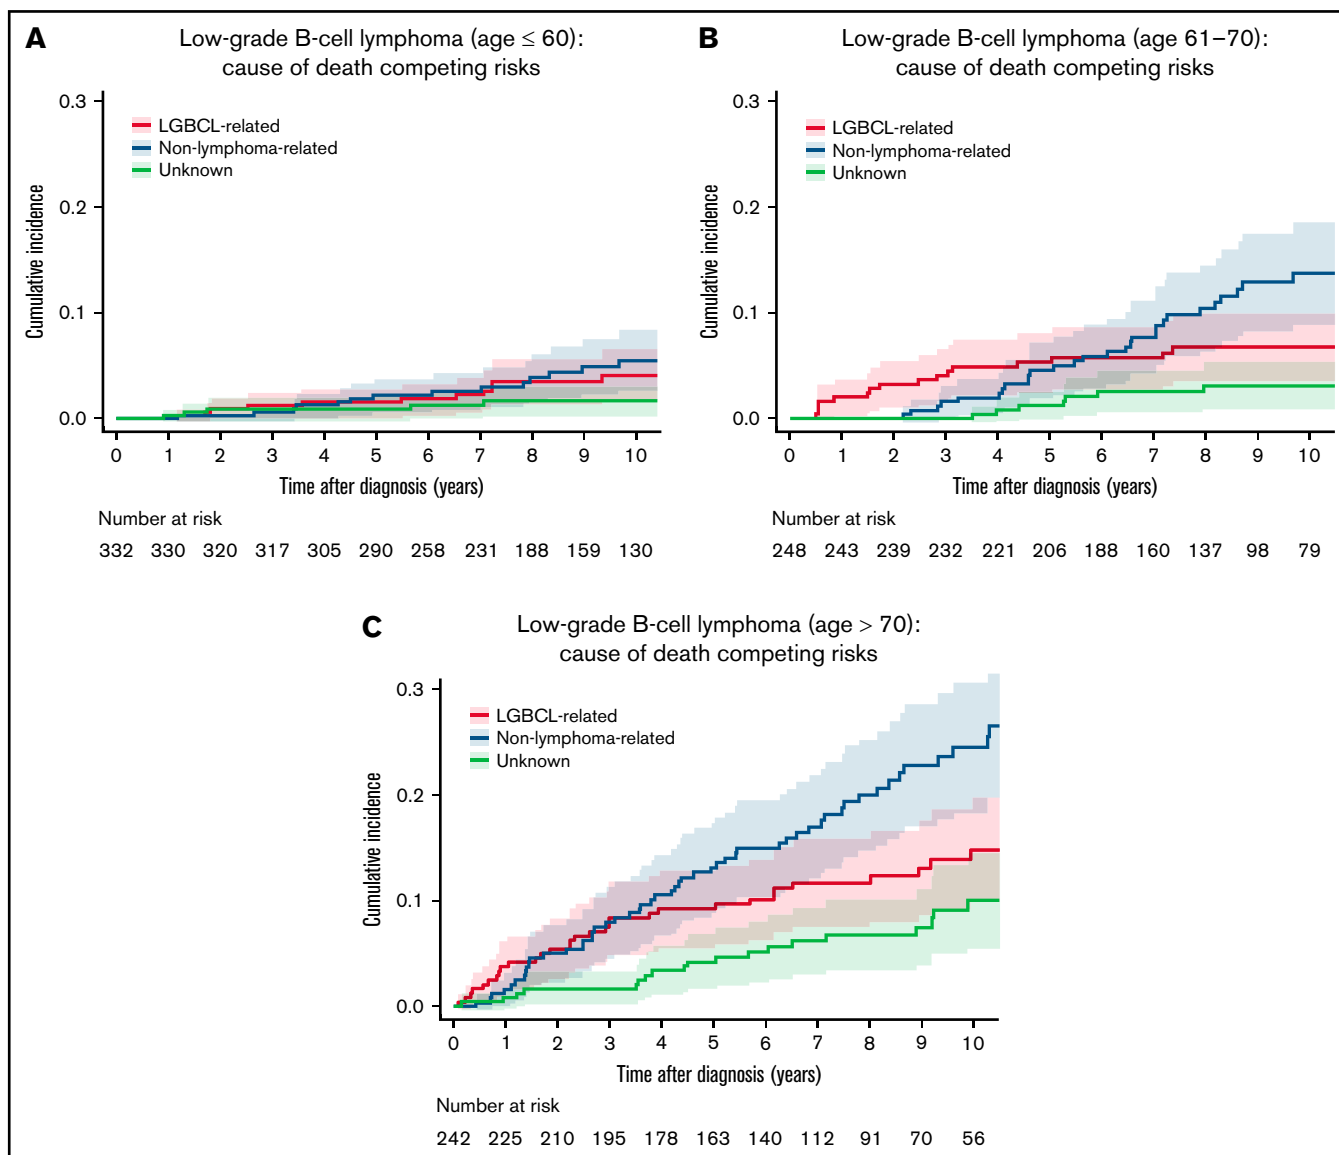 A
Low-grade B-cell lymphoma (age ≤ 60):
cause of death competing risks
0.3
0.2
0.1
0.0
Cumulative incidence
LGBCL-related
Non-lymphoma-related
Unknown
0 1 2 3 4 5 6 7 8 9 10
Time after diagnosis (years)
Number at risk
332 330 320 317 305 290 258 231 188 159 130
B
Low-grade B-cell lymphoma (age 61–70):
cause of death competing risks
0.3
0.2
0.1
0.0
Cumulative incidence
LGBCL-related
Non-lymphoma-related
Unknown
0 1 2 3 4 5 6 7 8 9 10
Time after diagnosis (years)
Number at risk
248 243 239 232 221 206 188 160 137 98 79
C
Low-grade B-cell lymphoma (age > 70):
cause of death competing risks
0.3
0.2
0.1
0.0
Cumulative incidence
LGBCL-related
Non-lymphoma-related
Unknown
0 1 2 3 4 5 6 7 8 9 10
Time after diagnosis (years)
Number at risk
242 225 210 195 178 163 140 112 91 70 56